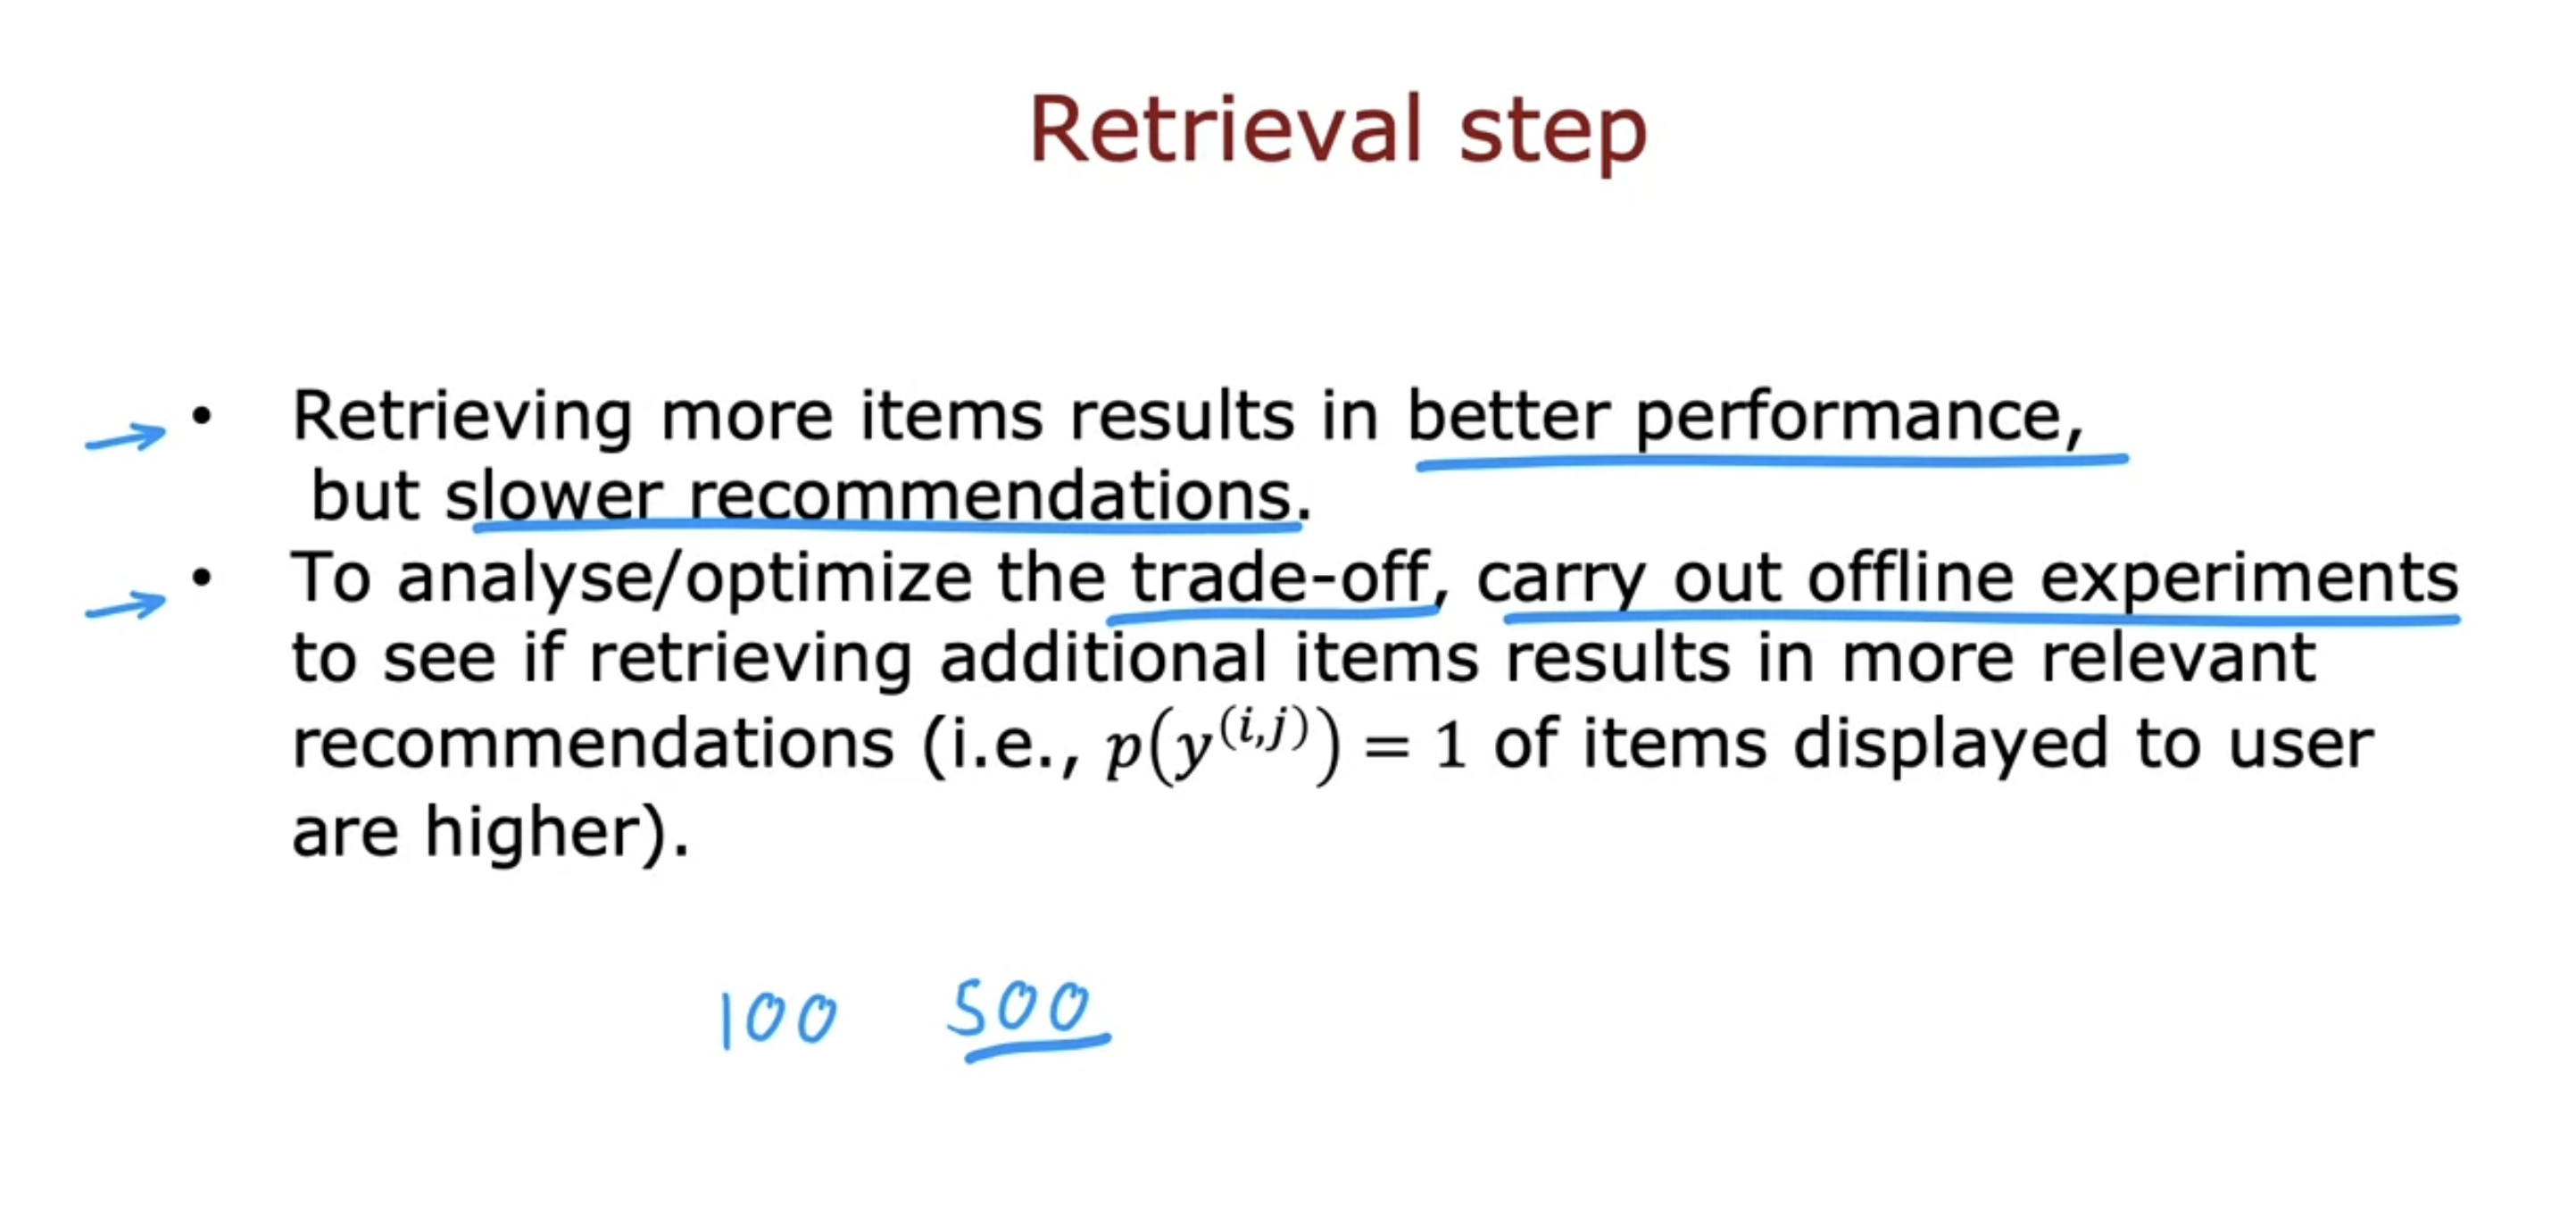 Retrieval step
• Retrieving more items results in better performance,
but slower recommendations.
• To analyse/optimize the trade-off, carry out offline experiments
to see if retrieving additional items results in more relevant
recommendations (i.e., p(y^(i,j)) = 1 of items displayed to user
are higher).
100 500